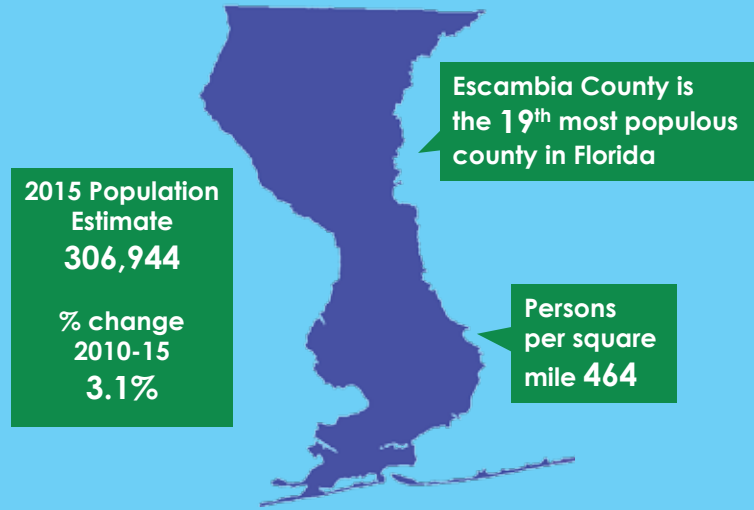 Escambia County is
the 19th most populous
county in Florida
2015 Population
Estimate
306,944
% change
2010-15
3.1%
Persons
per square
mile 464